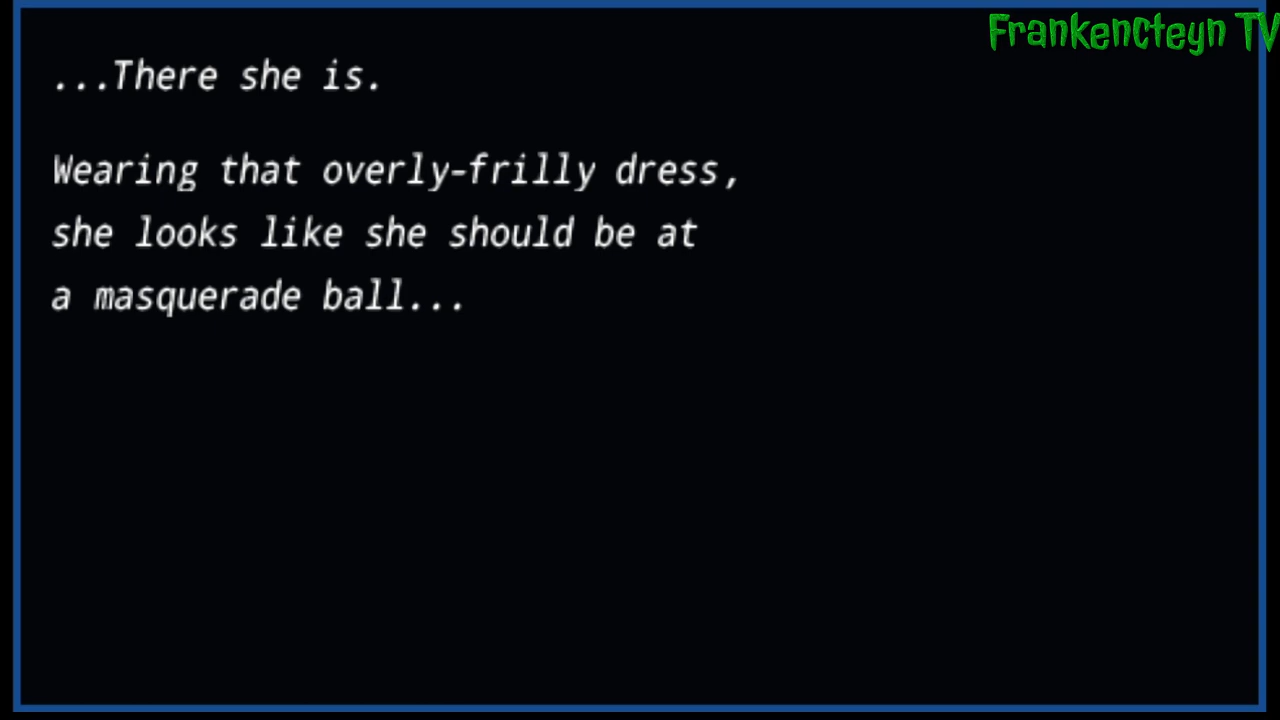 FrankenCteyn TV
...There she is.
Wearing that overly-frilly dress,
she looks like she should be at
a masquerade ball...